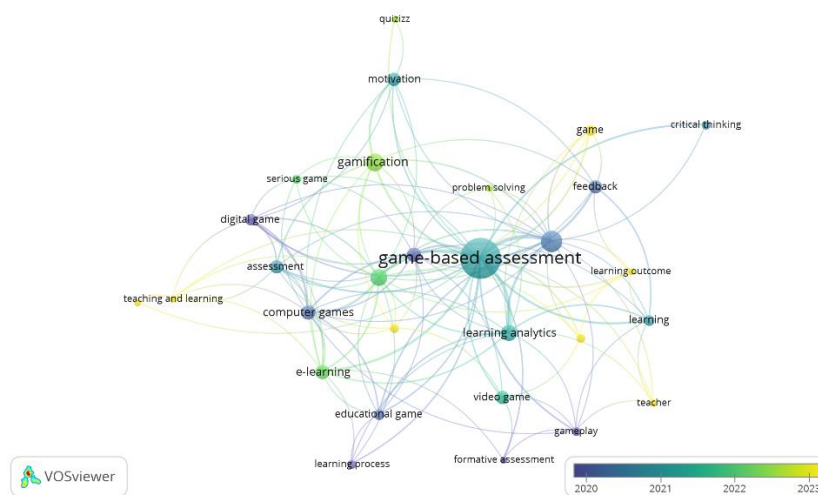 quizizz
motivation
critical thinking
game
gamification
serious game
problem solving
feedback
digital game
game-based assessment
assessment
learning outcome
teaching and learning
computer games
learning
learning analytics
e-learning
video game
teacher
educational game
gameplay
learning process
formative assessment
VOSviewer
2020 2021 2022 2023